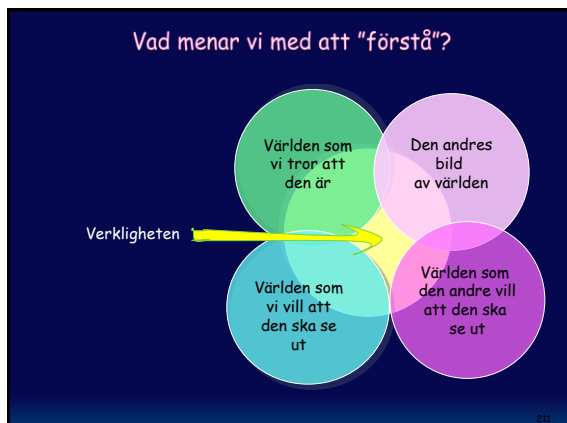 Vad menar vi med att ”förstå”?
Världen som
vi tror att
den är
Den andres
bild
av världen
Verkligheten
Världen som
vi vill att
den ska se
ut
Världen som
den andre vill
att den ska
se ut
211